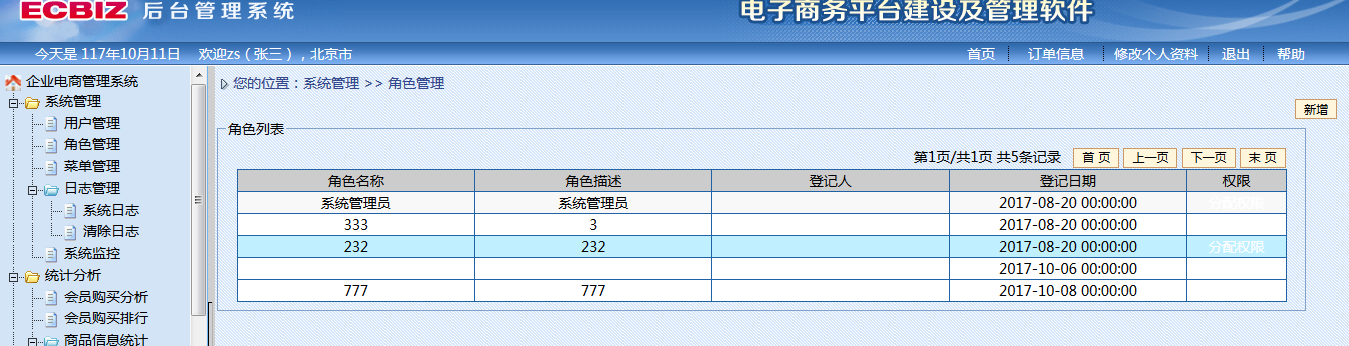 ECBIZ 后台管理系统
电子商务平台建设及管理软件
今天是 117年10月11日 欢迎zs（张三），北京市
首页 订单信息 修改个人资料 退出 帮助
企业电商管理系统
系统管理
用户管理
角色管理
菜单管理
日志管理
系统日志
清除日志
系统监控
统计分析
会员购买分析
会员购买排行
商品信息统计
您的位置：系统管理 >> 角色管理
新增
角色列表
第1页/共1页 共5条记录 首 页 上一页 下一页 末 页
角色名称 角色描述 登记人 登记日期 权限
系统管理员 系统管理员 2017-08-20 00:00:00 分配权限
333 3 2017-08-20 00:00:00
232 232 2017-08-20 00:00:00 分配权限
2017-10-06 00:00:00
777 777 2017-10-08 00:00:00